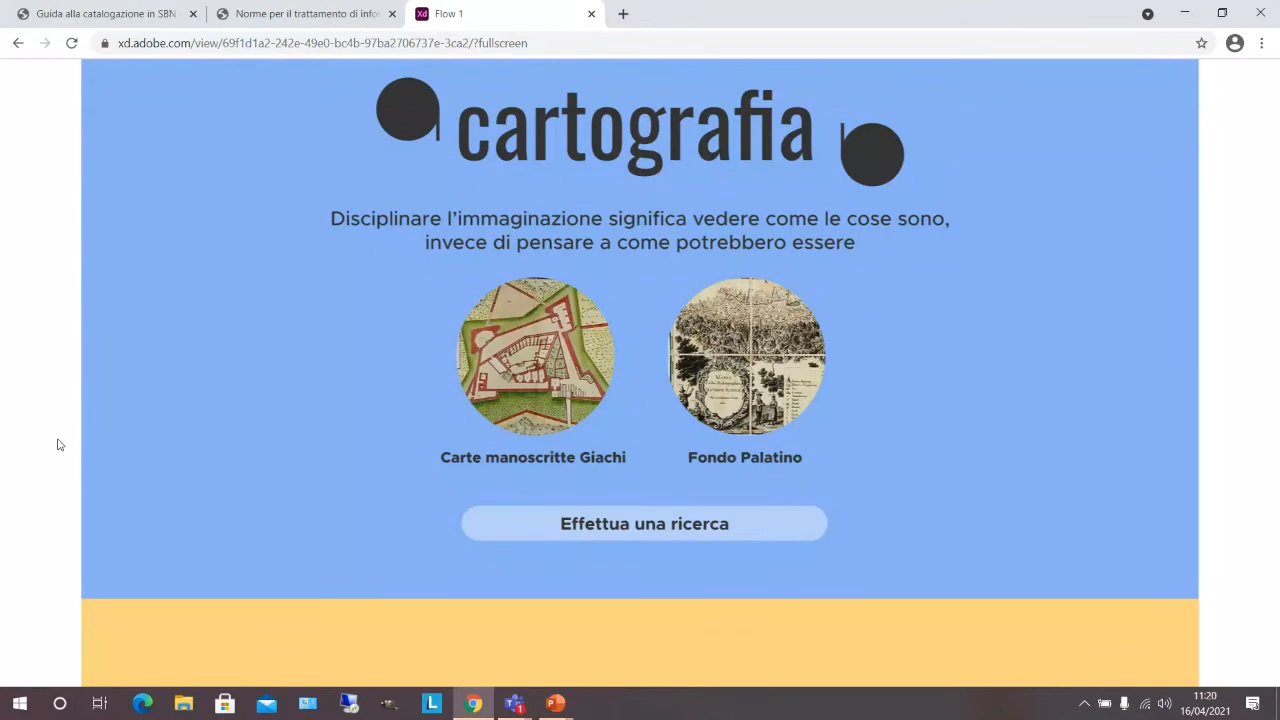 Guida alla catalogazione in SBN
Norme per il trattamento di info
Flow 1
xd.adobe.com/view/69f1d1a2-242e-49e0-bc4b-97ba2706737e-3ca2/?fullscreen
cartografia
Disciplinare l'immaginazione significa vedere come le cose sono,
invece di pensare a come potrebbero essere
Carte manoscritte Giachi
Fondo Palatino
Effettua una ricerca
11:20
16/04/2021